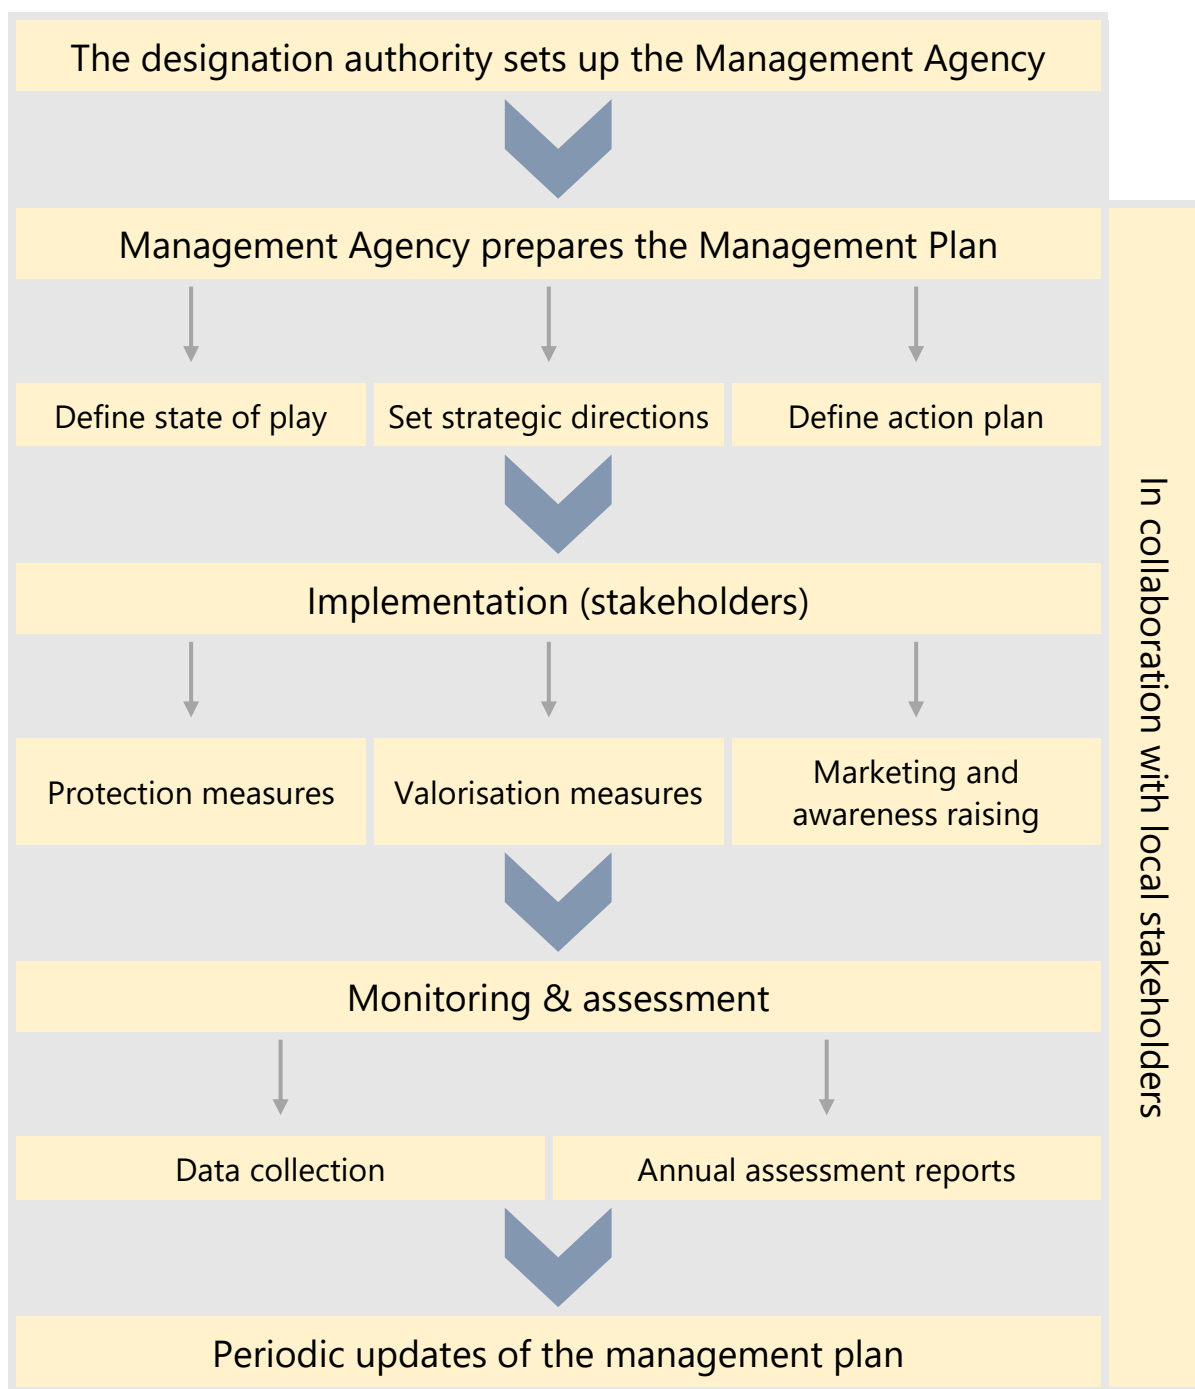 The designation authority sets up the Management Agency
Management Agency prepares the Management Plan
Define state of play
Set strategic directions
Define action plan
Implementation (stakeholders)
Protection measures
Valorisation measures
Marketing and
awareness raising
Monitoring & assessment
Data collection
Annual assessment reports
Periodic updates of the management plan
In collaboration with local stakeholders